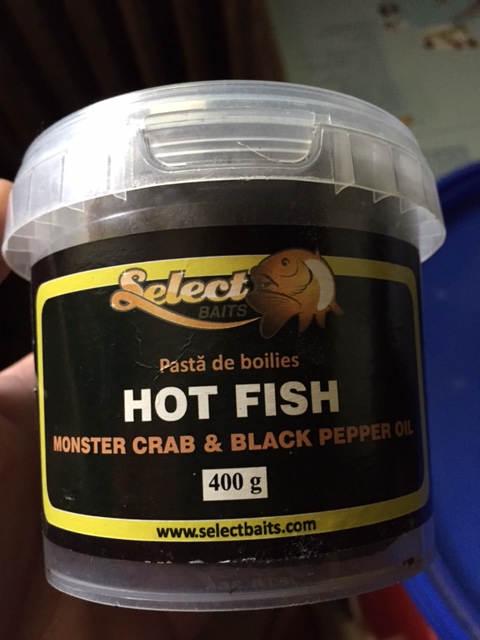 Select
BAITS
Pastă de boilies
HOT FISH
MONSTER CRAB & BLACK PEPPER OIL
400 g
www.selectbaits.com